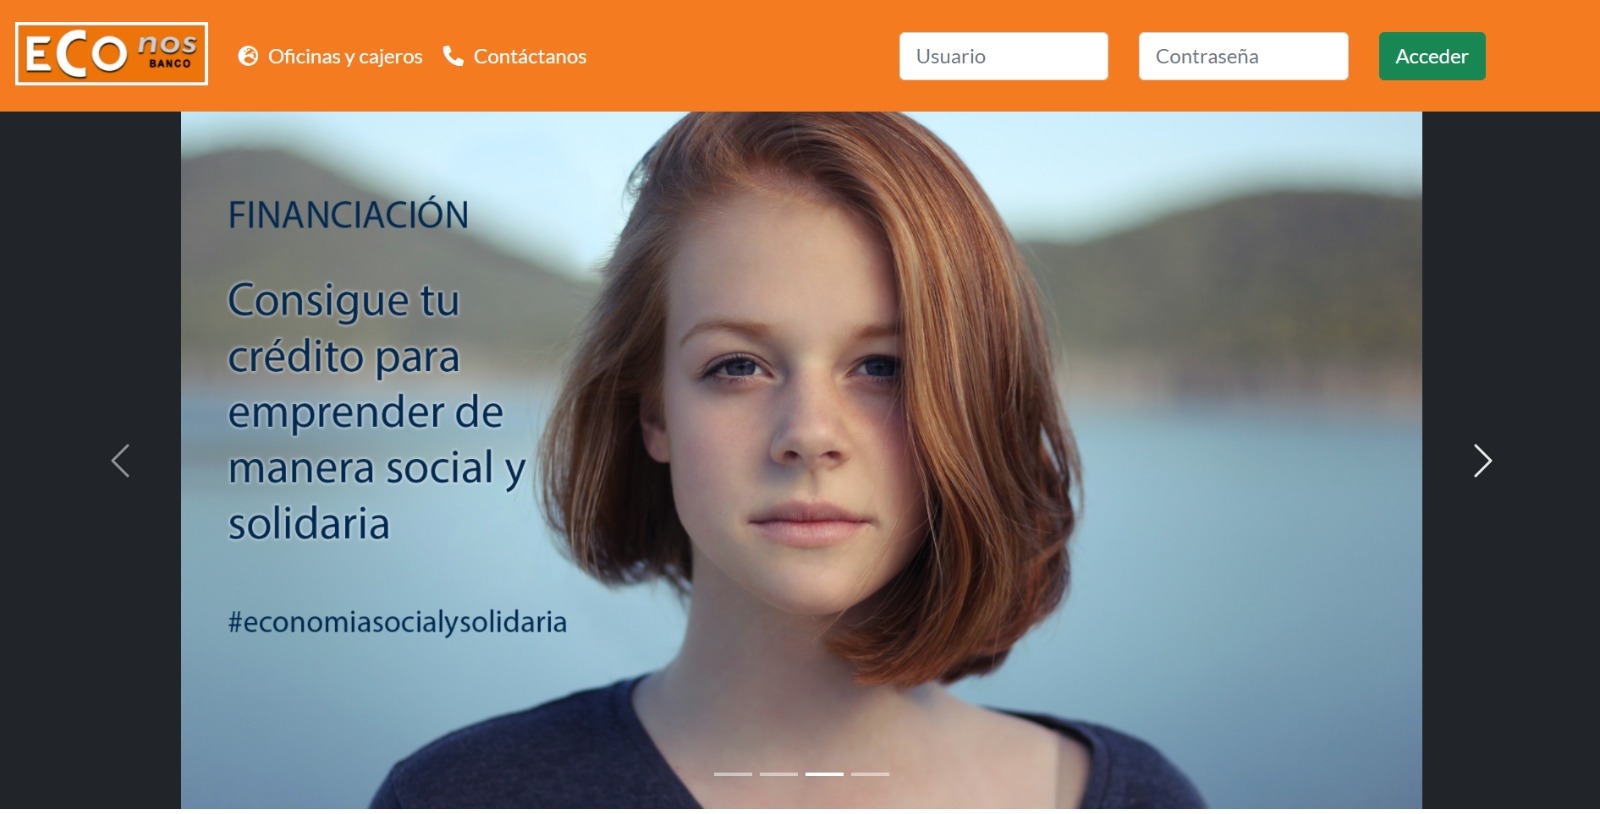 ECO nos
BANCO
Oficinas y cajeros
Contáctanos
Usuario
Contraseña
Acceder
FINANCIACIÓN
Consigue tu
crédito para
emprender de
manera social y
solidaria
#economiasocialysolidaria